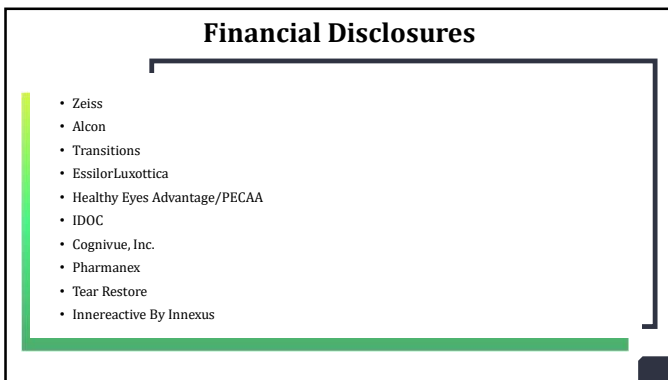 Financial Disclosures
• Zeiss
• Alcon
• Transitions
• EssilorLuxottica
• Healthy Eyes Advantage/PECAA
• IDOC
• Cognivue, Inc.
• Pharmanex
• Tear Restore
• Innereactive By Innexus